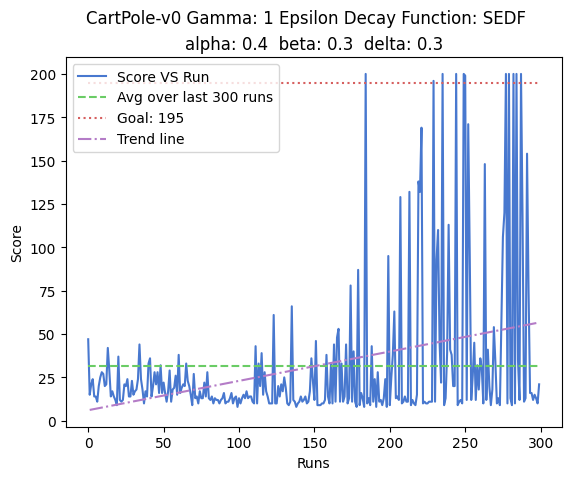 CartPole-v0 Gamma: 1 Epsilon Decay Function: SEDF
alpha: 0.4 beta: 0.3 delta: 0.3
Score VS Run
Avg over last 300 runs
Goal: 195
Trend line
200
175
150
125
100
75
50
25
0
Score
0 50 100 150 200 250 300
Runs